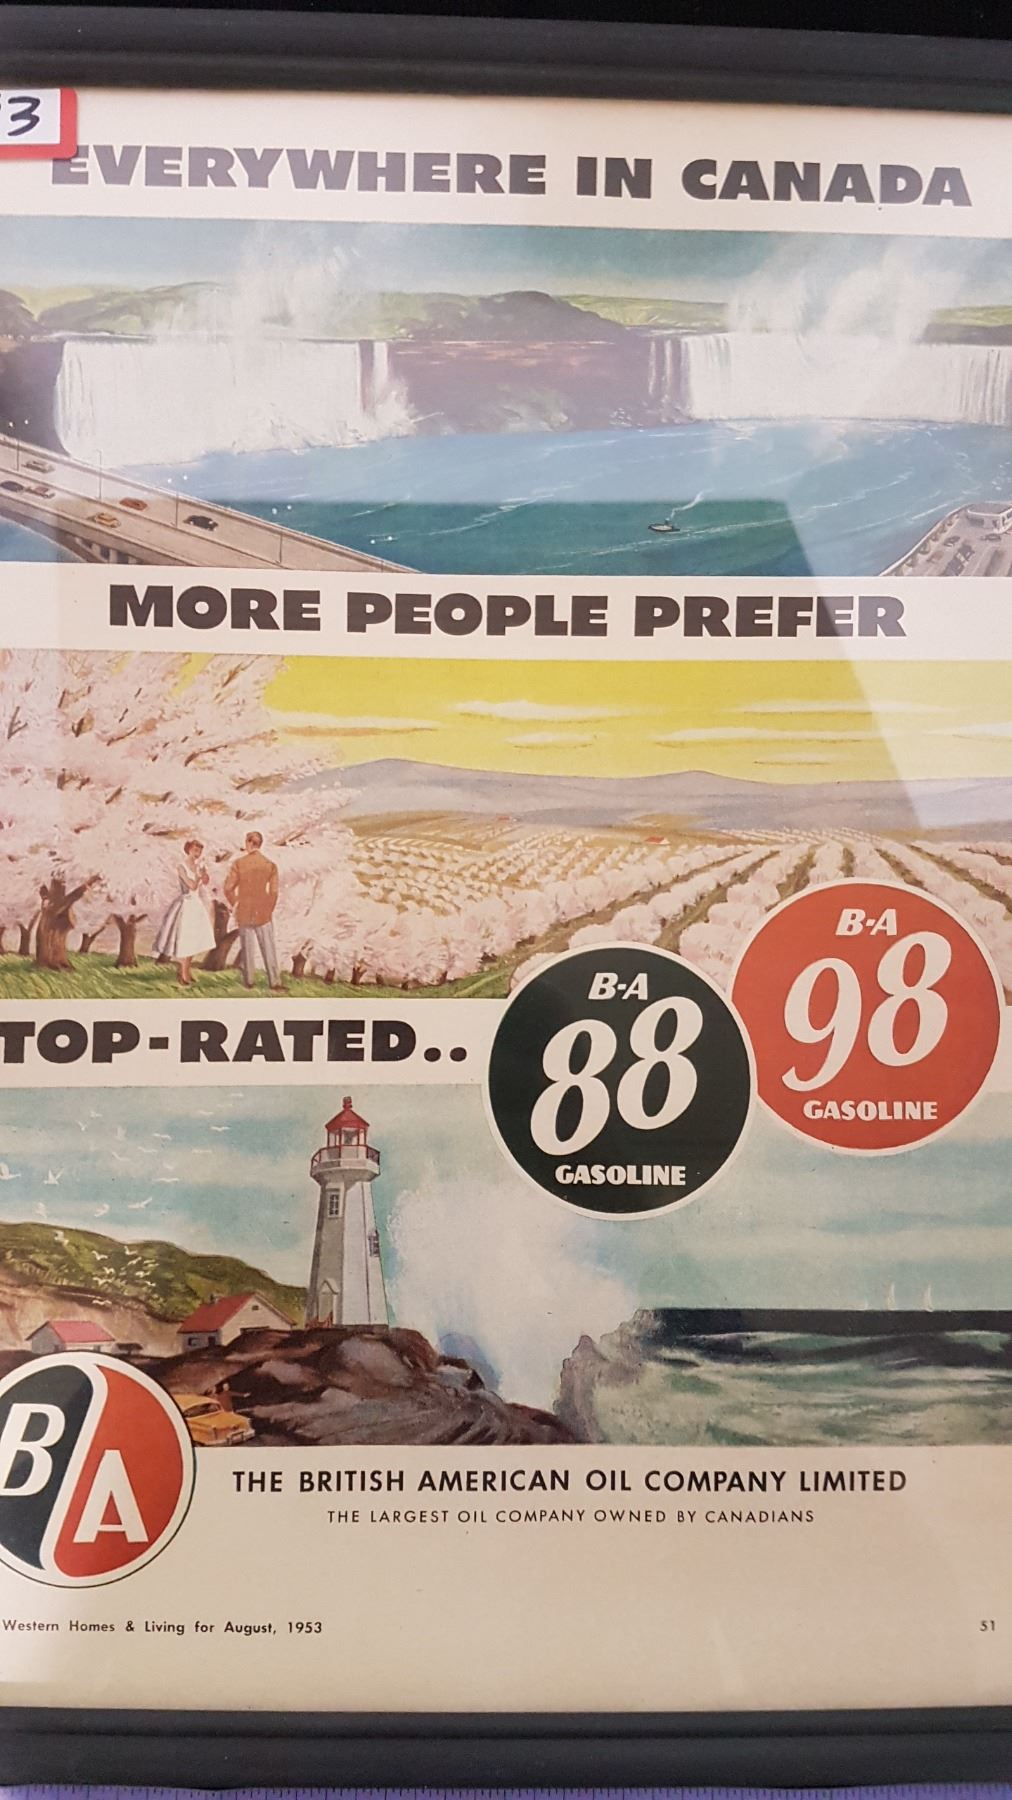 3
EVERYWHERE IN CANADA
MORE PEOPLE PREFER
TOP-RATED..
B-A
88
GASOLINE
B-A
98
GASOLINE
BA
THE BRITISH AMERICAN OIL COMPANY LIMITED
THE LARGEST OIL COMPANY OWNED BY CANADIANS
Western Homes & Living for August, 1953
51